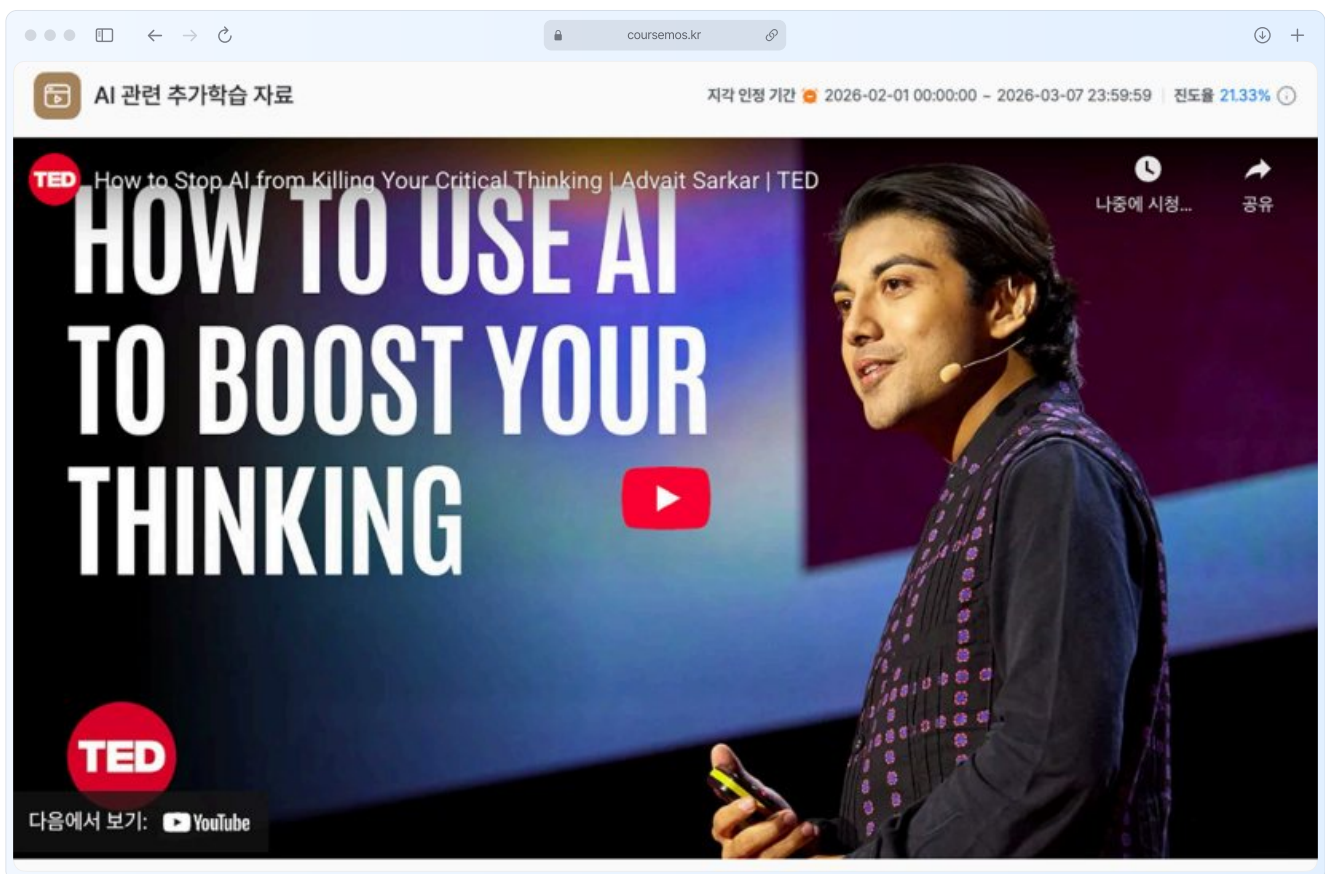 coursemos.kr
AI 관련 추가학습 자료
지각 인정 기간 2026-02-01 00:00:00 ~ 2026-03-07 23:59:59
진도율 21.33%
TED
How to Stop AI from Killing Your Critical Thinking | Advait Sarkar | TED
나중에 시청...
공유
HOW TO USE AI
TO BOOST YOUR
THINKING
TED
다음에서 보기: YouTube